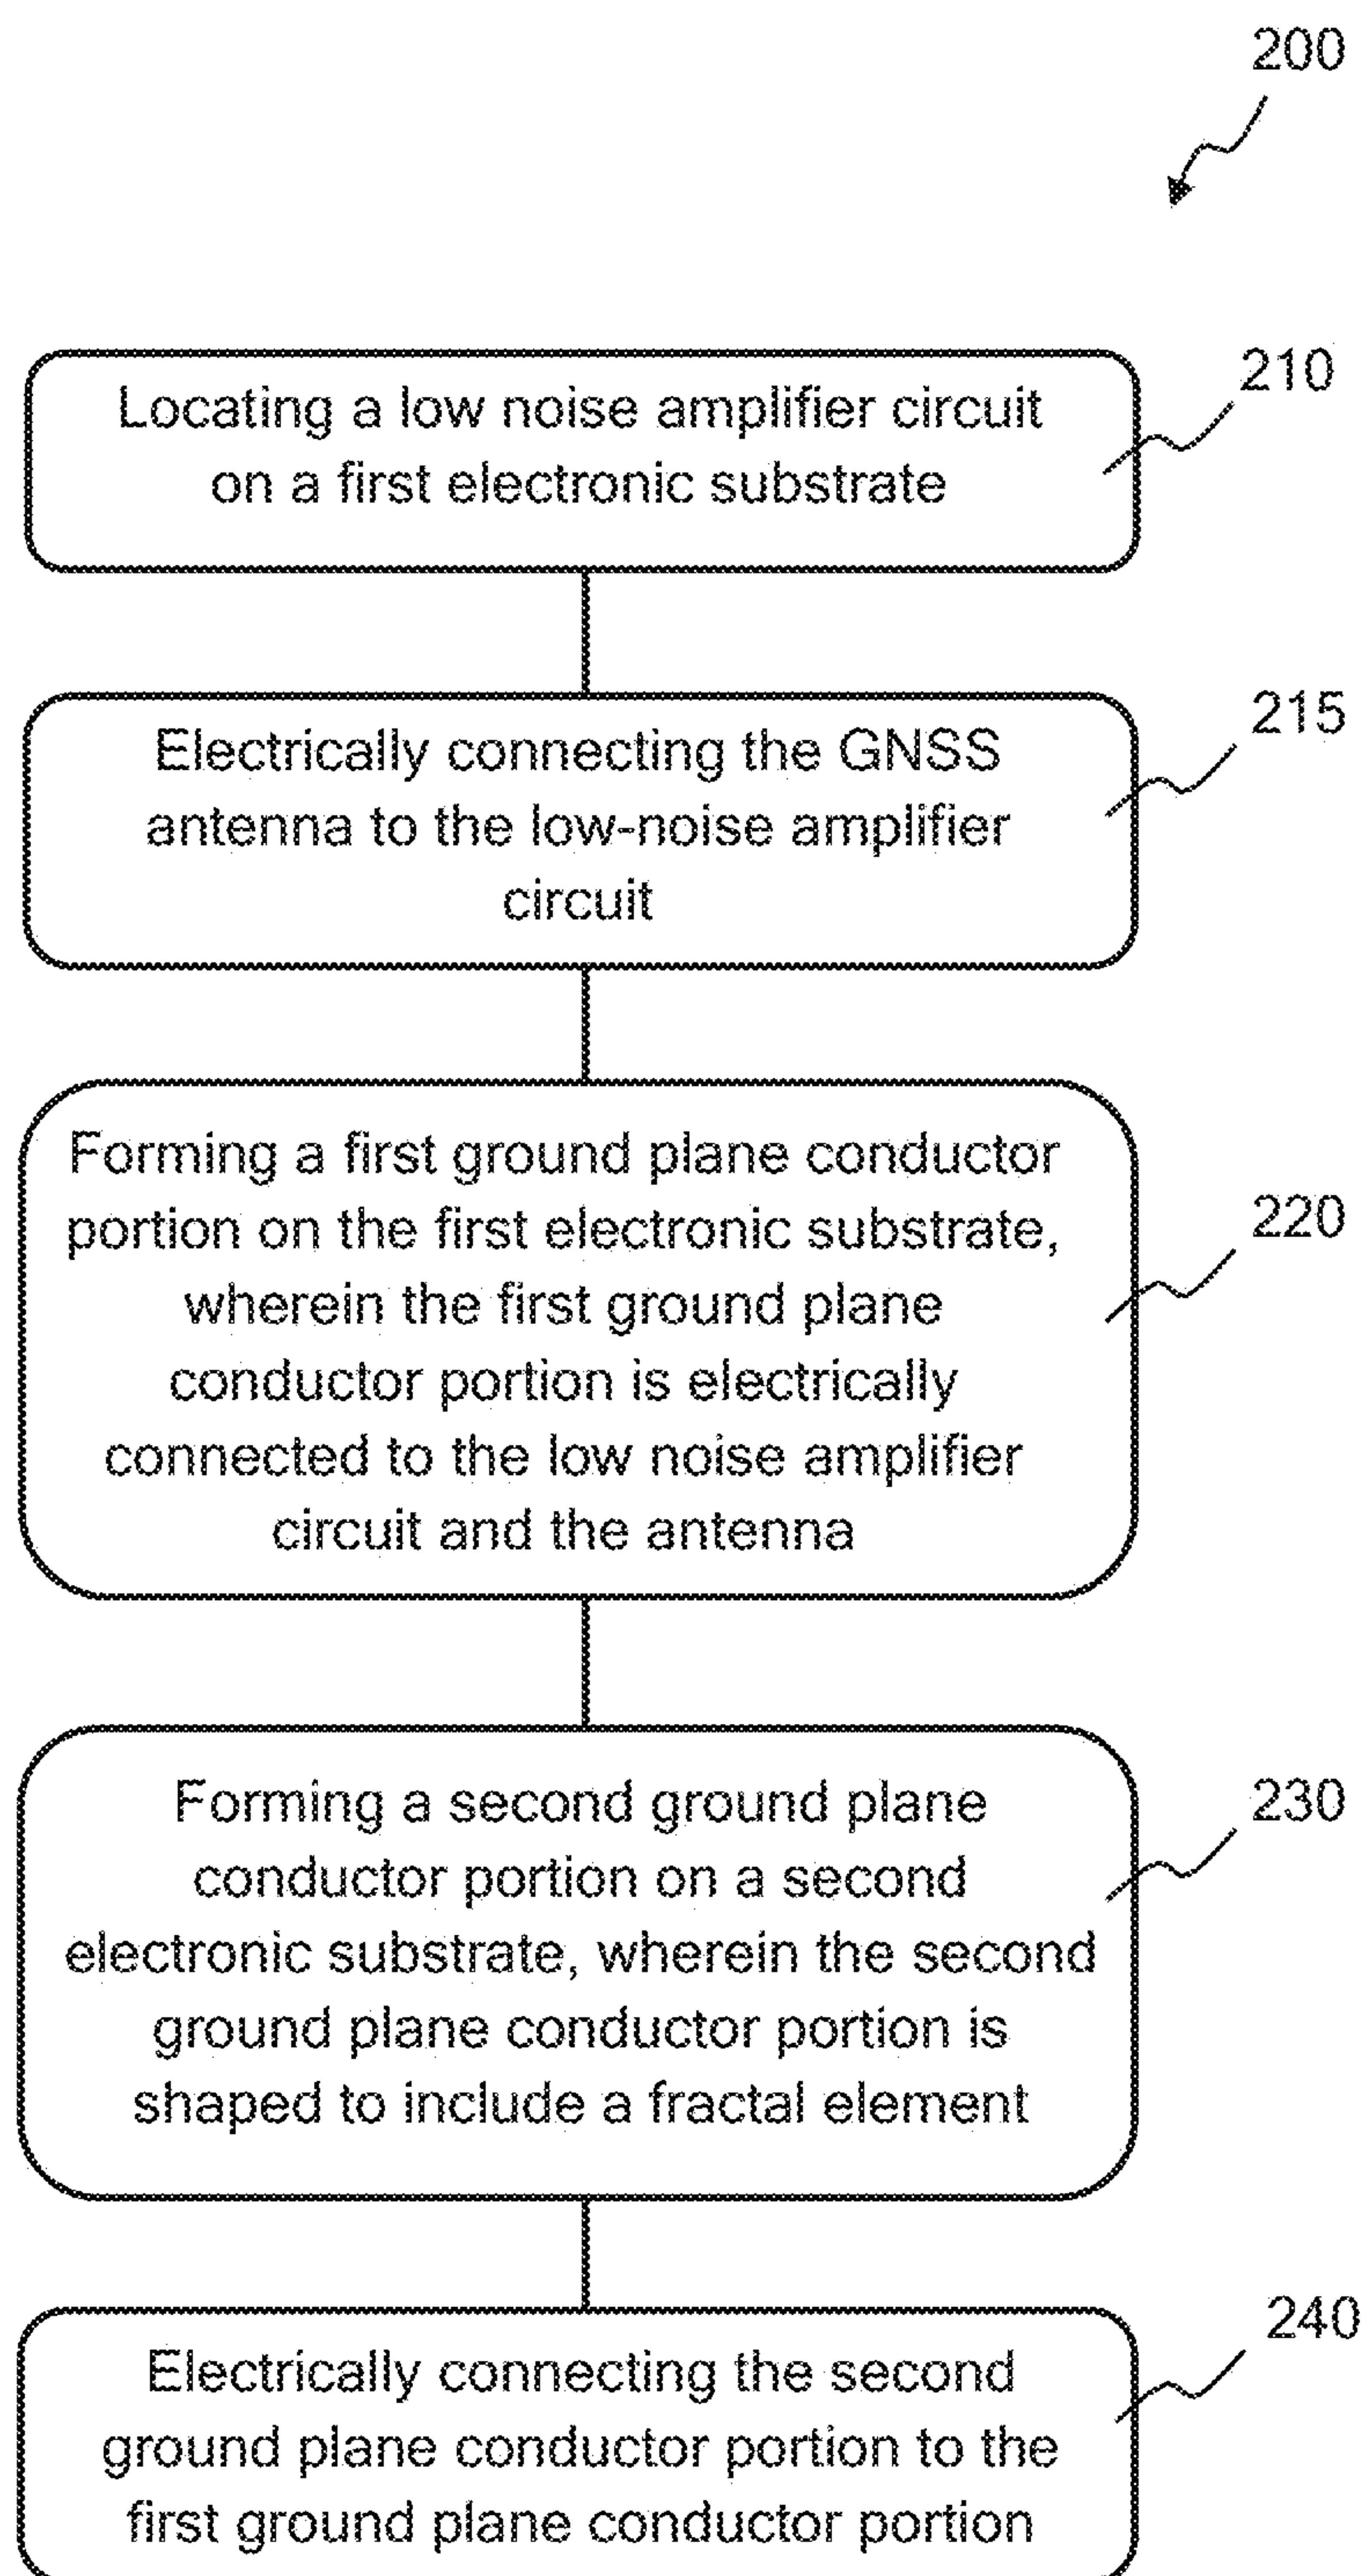 200
210
Locating a low noise amplifier circuit
on a first electronic substrate
215
Electrically connecting the GNSS
antenna to the low-noise amplifier
circuit
Forming a first ground plane conductor
portion on the first electronic substrate,
220
wherein the first ground plane
conductor portion is electrically
connected to the low noise amplifier
circuit and the antenna
230
Forming a second ground plane
conductor portion on a second
electronic substrate, wherein the second
ground plane conductor portion is
shaped to include a fractal element
240
Electrically connecting the second
ground plane conductor portion to the
first ground plane conductor portion